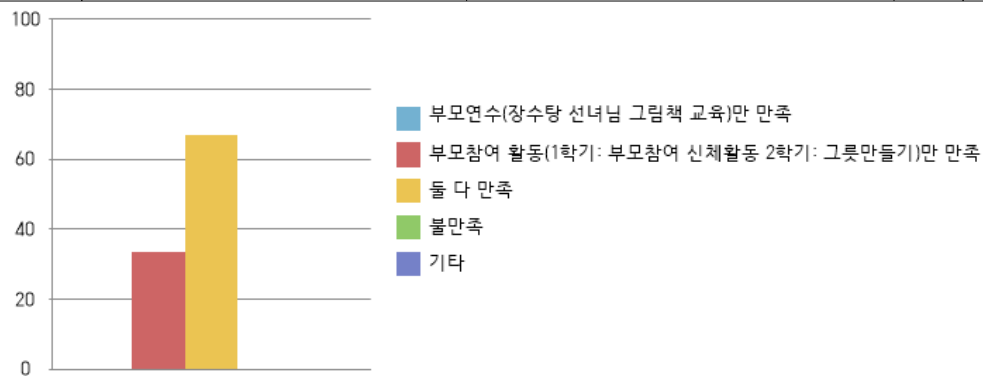 100
80
60
40
20
0
부모연수(장수탕 선녀님 그림책 교육)만 만족
부모참여 활동(1학기: 부모참여 신체활동 2학기: 그릇만들기)만 만족
둘 다 만족
불만족
기타